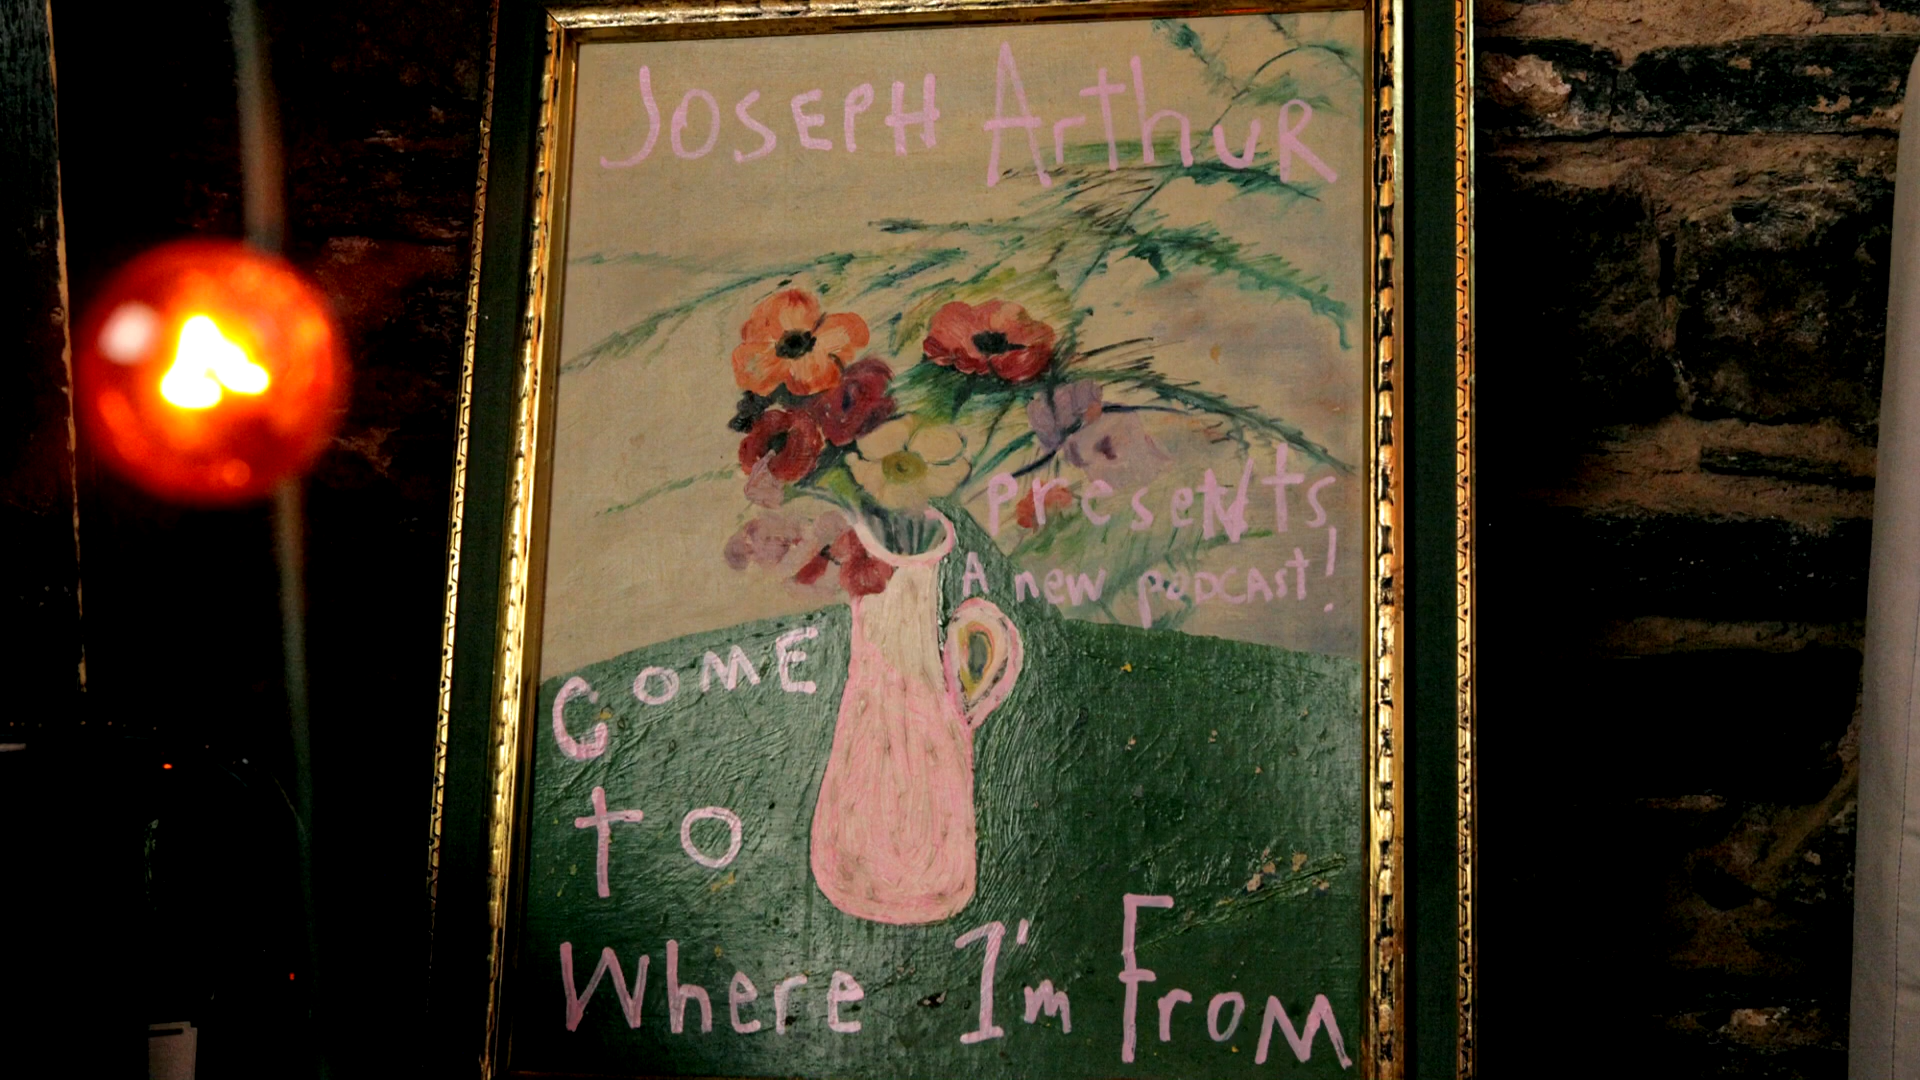 JOSEPH ArthuR
PreseNts
A new podcast!
COME
to
Where I'm From